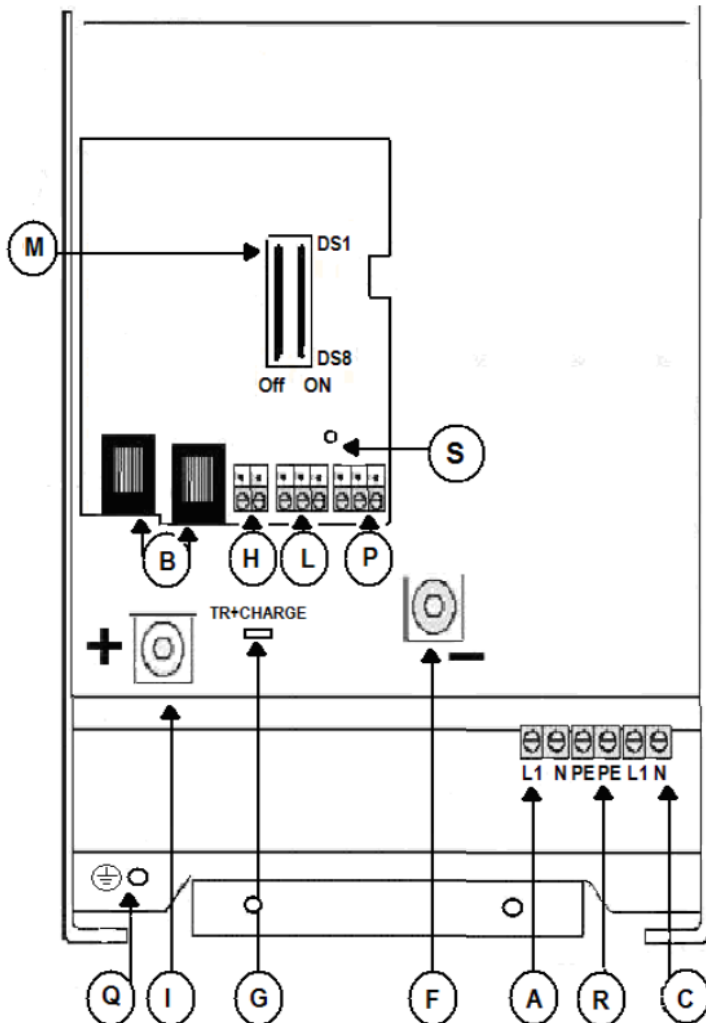 M
DS1
DS8
Off ON
S
B H L P
TR+CHARGE
+
−
L1 N PE PE L1 N
Q I G F A R C